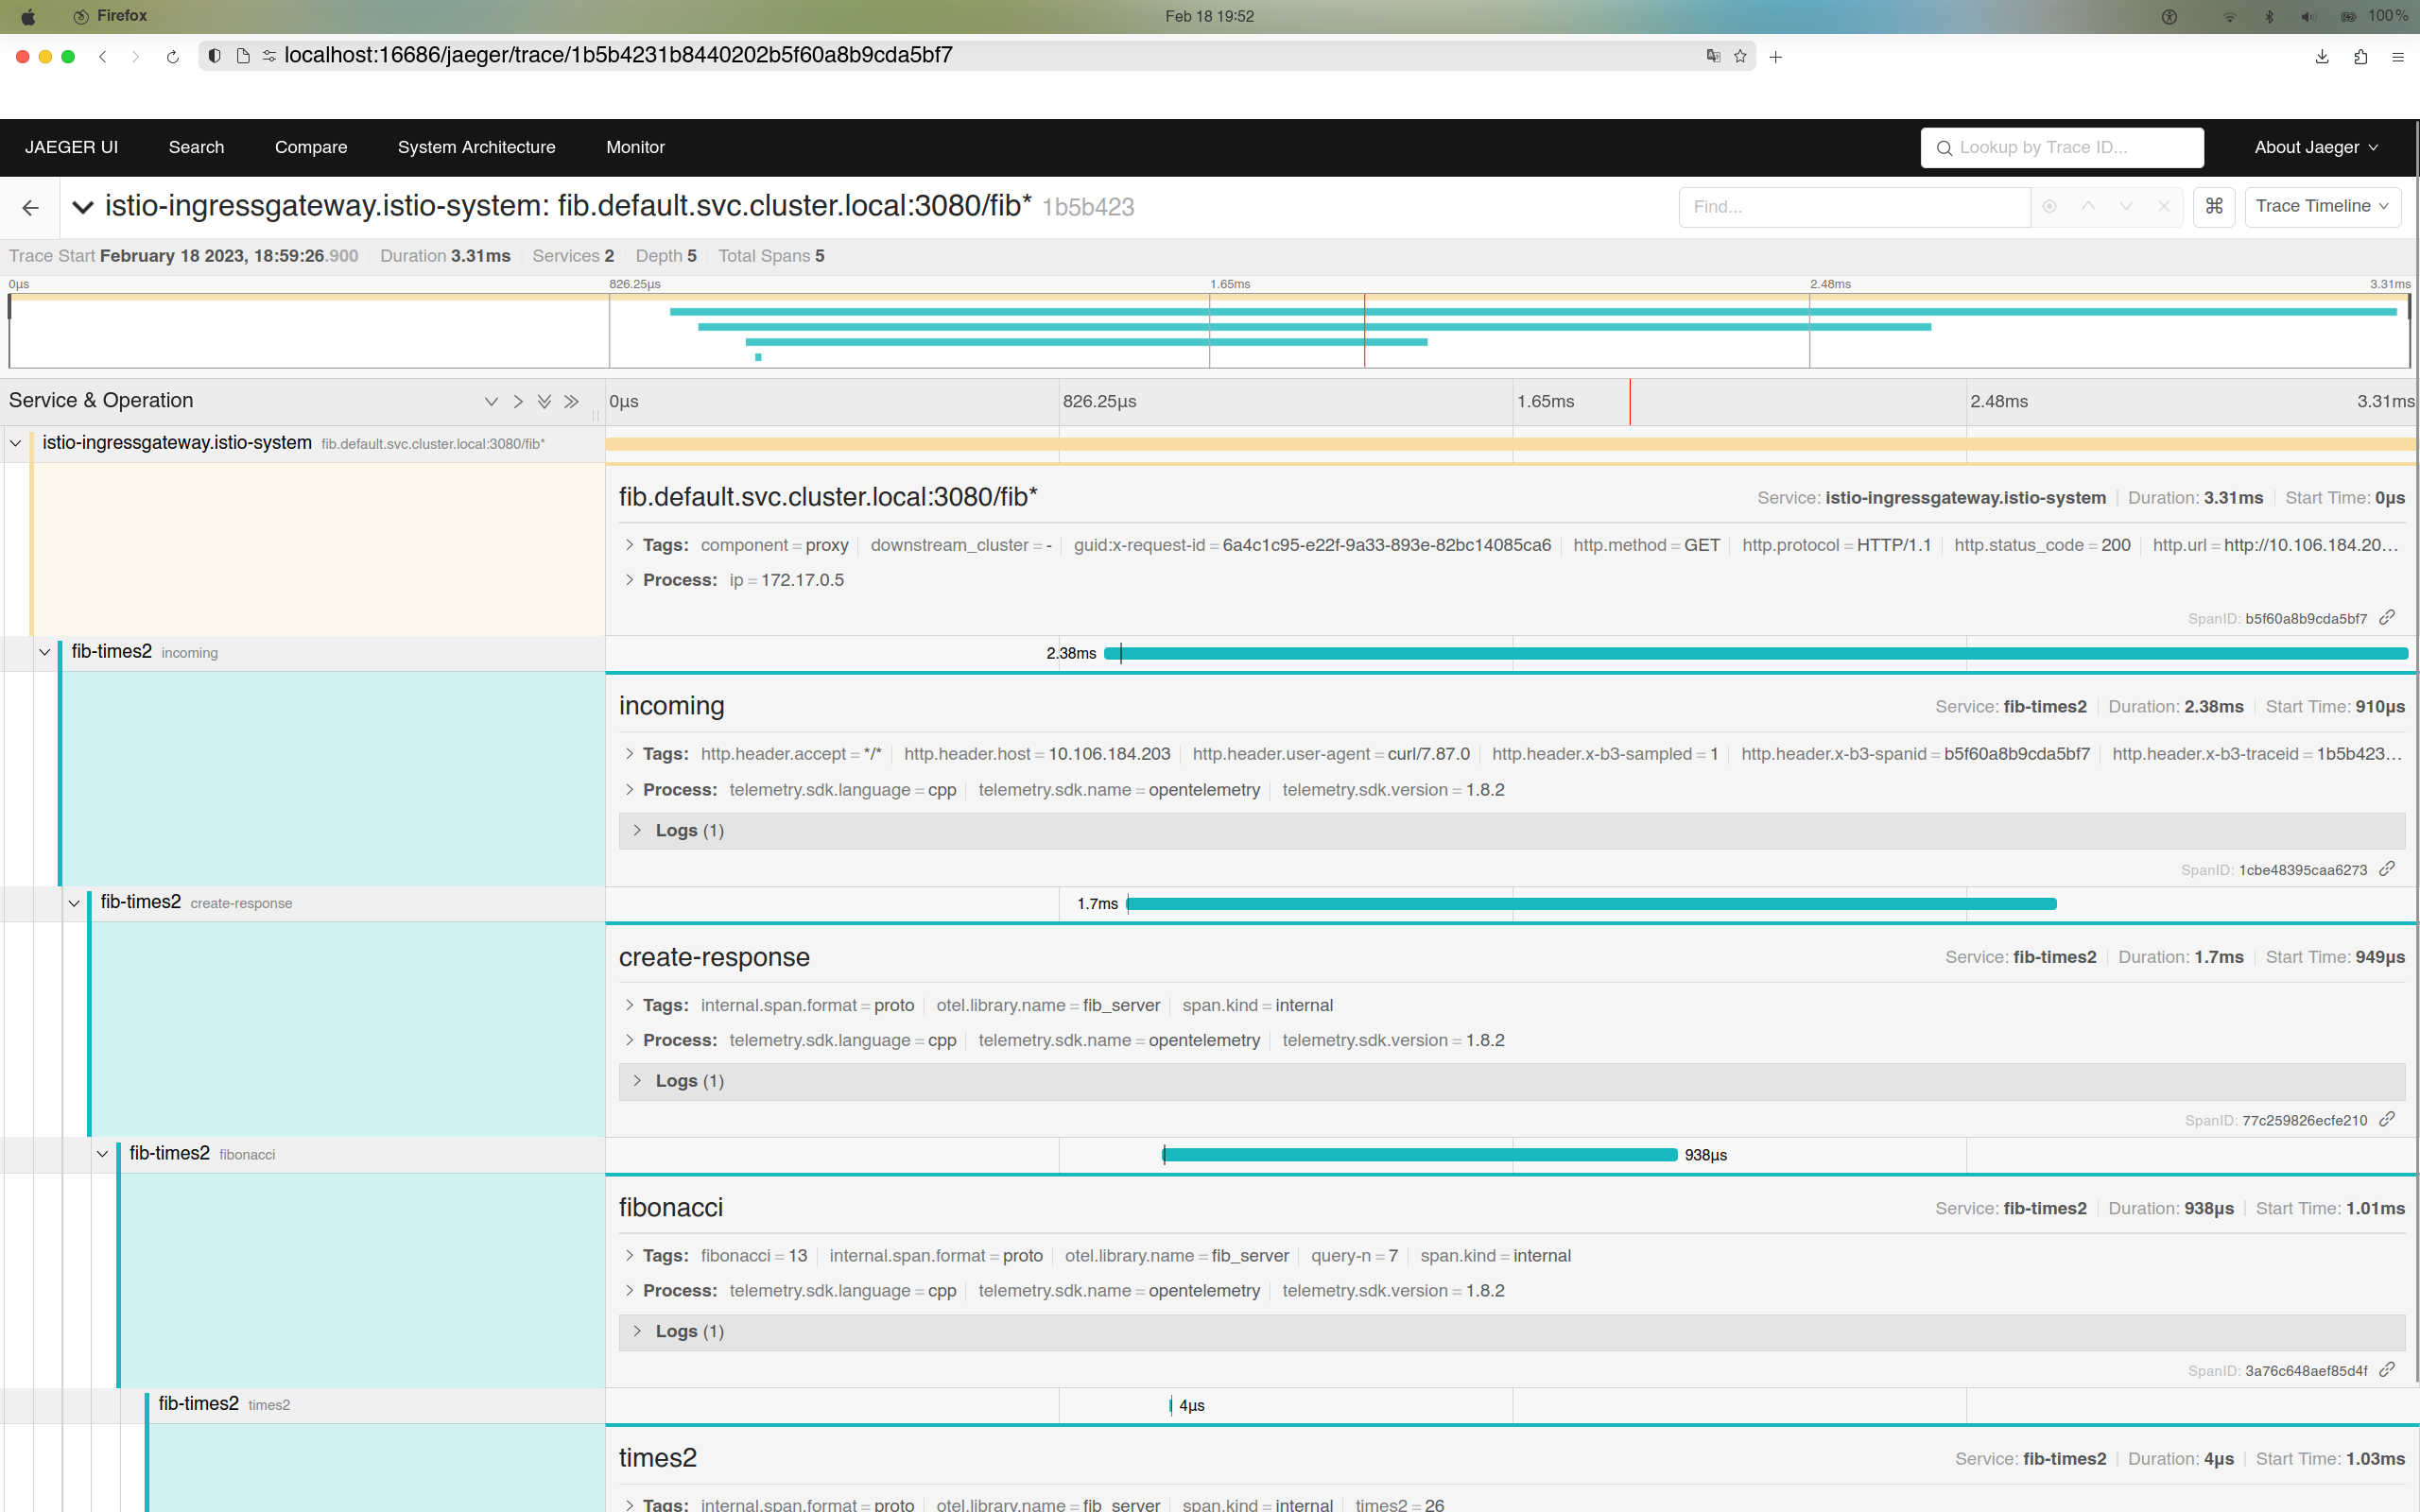 Firefox
Feb 18 19:52
100%
localhost:16686/jaeger/trace/1b5b4231b8440202b5f60a8b9cda5bf7
JAEGER UI Search Compare System Architecture Monitor Lookup by Trace ID... About Jaeger
istio-ingressgateway.istio-system: fib.default.svc.cluster.local:3080/fib* 1b5b423 Find... ⌘ Trace Timeline
Trace Start February 18 2023, 18:59:26.900 Duration 3.31ms Services 2 Depth 5 Total Spans 5
0μs 826.25μs 1.65ms 2.48ms 3.31ms
Service & Operation 0μs 826.25μs 1.65ms 2.48ms 3.31ms
istio-ingressgateway.istio-system fib.default.svc.cluster.local:3080/fib*
fib.default.svc.cluster.local:3080/fib* Service: istio-ingressgateway.istio-system Duration: 3.31ms Start Time: 0μs
Tags: component = proxy downstream_cluster = - guid:x-request-id = 6a4c1c95-e22f-9a33-893e-82bc14085ca6 http.method = GET http.protocol = HTTP/1.1 http.status_code = 200 http.url = http://10.106.184.20…
Process: ip = 172.17.0.5
SpanID: b5f60a8b9cda5bf7
fib-times2 incoming 2.38ms
incoming Service: fib-times2 Duration: 2.38ms Start Time: 910μs
Tags: http.header.accept = */* http.header.host = 10.106.184.203 http.header.user-agent = curl/7.87.0 http.header.x-b3-sampled = 1 http.header.x-b3-spanid = b5f60a8b9cda5bf7 http.header.x-b3-traceid = 1b5b423…
Process: telemetry.sdk.language = cpp telemetry.sdk.name = opentelemetry telemetry.sdk.version = 1.8.2
Logs (1)
SpanID: 1cbe48395caa6273
fib-times2 create-response 1.7ms
create-response Service: fib-times2 Duration: 1.7ms Start Time: 949μs
Tags: internal.span.format = proto otel.library.name = fib_server span.kind = internal
Process: telemetry.sdk.language = cpp telemetry.sdk.name = opentelemetry telemetry.sdk.version = 1.8.2
Logs (1)
SpanID: 77c259826ecfe210
fib-times2 fibonacci 938μs
fibonacci Service: fib-times2 Duration: 938μs Start Time: 1.01ms
Tags: fibonacci = 13 internal.span.format = proto otel.library.name = fib_server query-n = 7 span.kind = internal
Process: telemetry.sdk.language = cpp telemetry.sdk.name = opentelemetry telemetry.sdk.version = 1.8.2
Logs (1)
SpanID: 3a76c648aef85d4f
fib-times2 times2 4μs
times2 Service: fib-times2 Duration: 4μs Start Time: 1.03ms
Tags: internal.span.format = proto otel.library.name = fib_server span.kind = internal times2 = 26